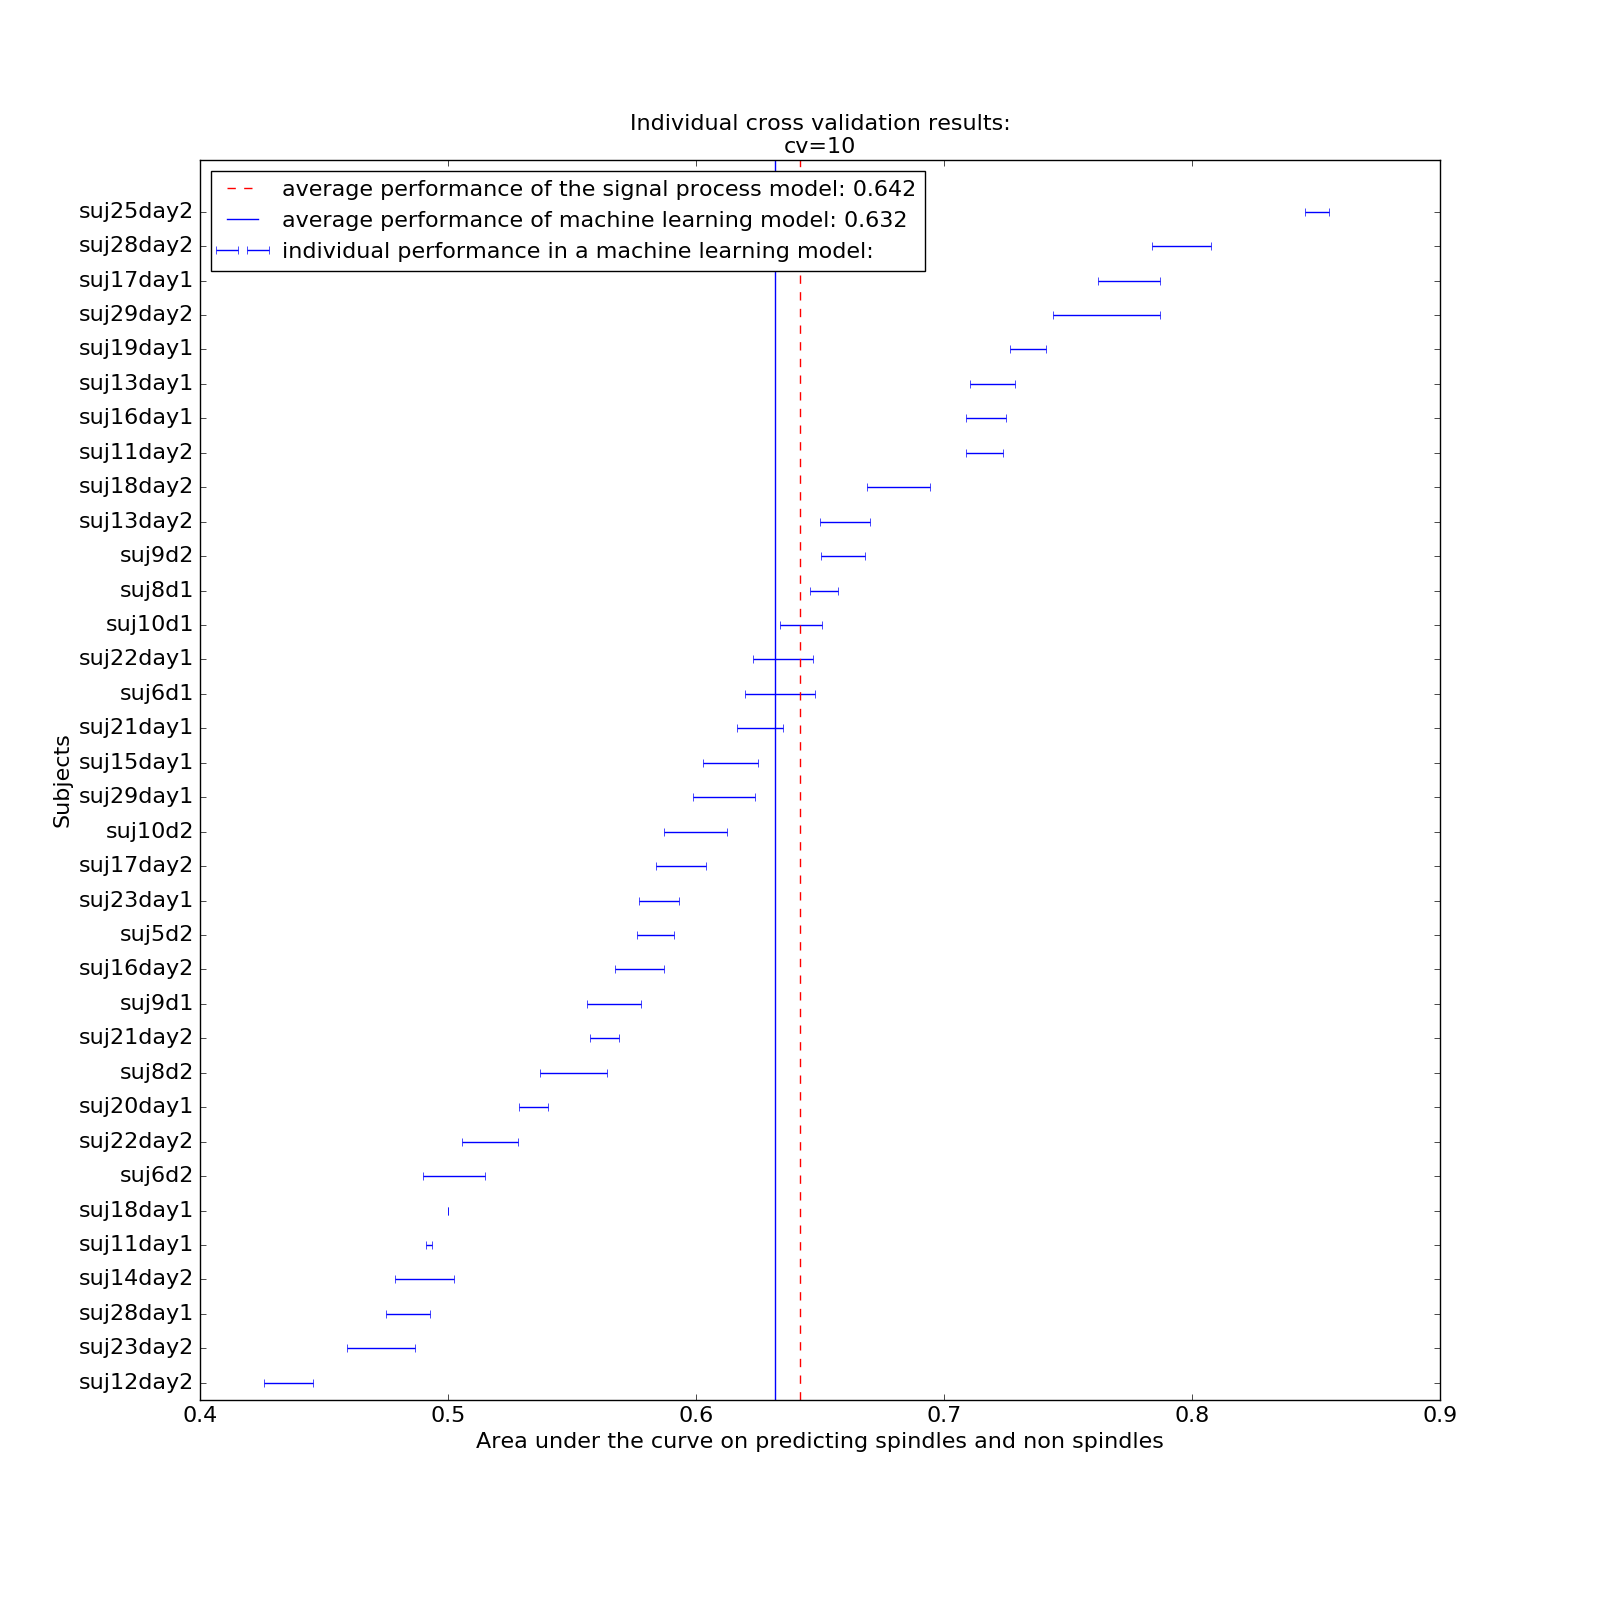 Individual cross validation results:
cv=10
average performance of the signal process model: 0.642
average performance of machine learning model: 0.632
individual performance in a machine learning model:
Subjects
suj25day2
suj28day2
suj17day1
suj29day2
suj19day1
suj13day1
suj16day1
suj11day2
suj18day2
suj13day2
suj9d2
suj8d1
suj10d1
suj22day1
suj6d1
suj21day1
suj15day1
suj29day1
suj10d2
suj17day2
suj23day1
suj5d2
suj16day2
suj9d1
suj21day2
suj8d2
suj20day1
suj22day2
suj6d2
suj18day1
suj11day1
suj14day2
suj28day1
suj23day2
suj12day2
0.4 0.5 0.6 0.7 0.8 0.9
Area under the curve on predicting spindles and non spindles